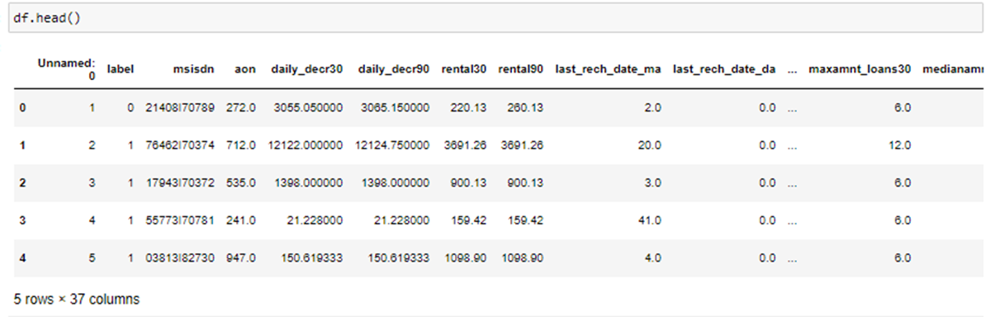 df.head()
Unnamed: 0 label msisdn aon daily_decr30 daily_decr90 rental30 rental90 last_rech_date_ma last_rech_date_da ... maxamnt_loans30 medianamn
0 1 0 21408I70789 272.0 3055.050000 3065.150000 220.13 260.13 2.0 0.0 ... 6.0
1 2 1 76462I70374 712.0 12122.000000 12124.750000 3691.26 3691.26 20.0 0.0 ... 12.0
2 3 1 17943I70372 535.0 1398.000000 1398.000000 900.13 900.13 3.0 0.0 ... 6.0
3 4 1 55773I70781 241.0 21.228000 21.228000 159.42 159.42 41.0 0.0 ... 6.0
4 5 1 03813I82730 947.0 150.619333 150.619333 1098.90 1098.90 4.0 0.0 ... 6.0
5 rows × 37 columns